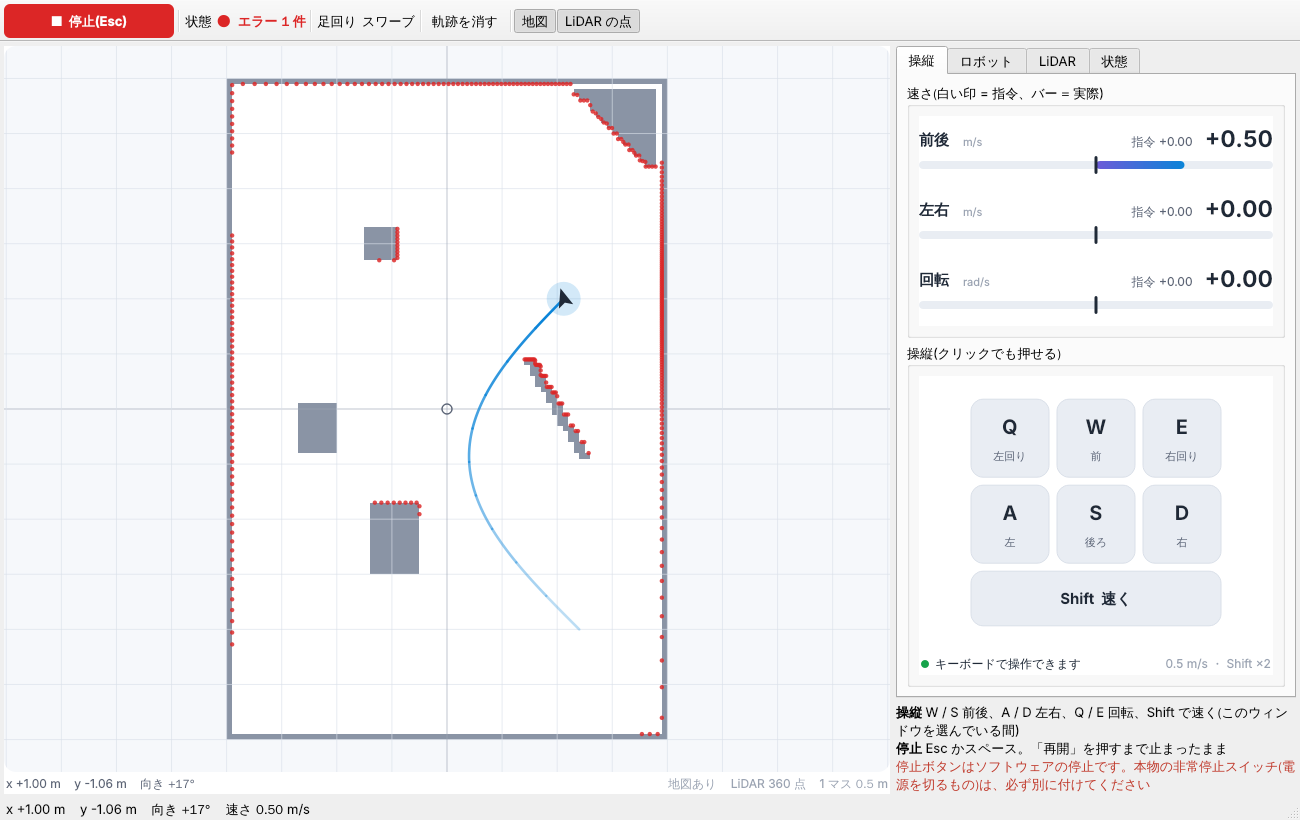 停止(Esc) 状態 エラー 1 件 足回り スワーブ 軌跡を消す 地図 LiDAR の点
操縦 ロボット LiDAR 状態
速さ(白い印 = 指令、バー = 実際)
前後 m/s 指令 +0.00 +0.50
左右 m/s 指令 +0.00 +0.00
回転 rad/s 指令 +0.00 +0.00
操縦(クリックでも押せる)
Q W E
左回り 前 右回り
A S D
左 後ろ 右
Shift 速く
キーボードで操作できます 0.5 m/s · Shift ×2
操縦 W / S 前後、A / D 左右、Q / E 回転、Shift で速く(このウィン
ドウを選んでいる間)
停止 Esc かスペース。「再開」を押すまで止まったまま
停止ボタンはソフトウェアの停止です。本物の非常停止スイッチ(電
源を切るもの)は、必ず別に付けてください
x +1.00 m y -1.06 m 向き +17° 地図あり LiDAR 360 点 1 マス 0.5 m
x +1.00 m y -1.06 m 向き +17° 速さ 0.50 m/s